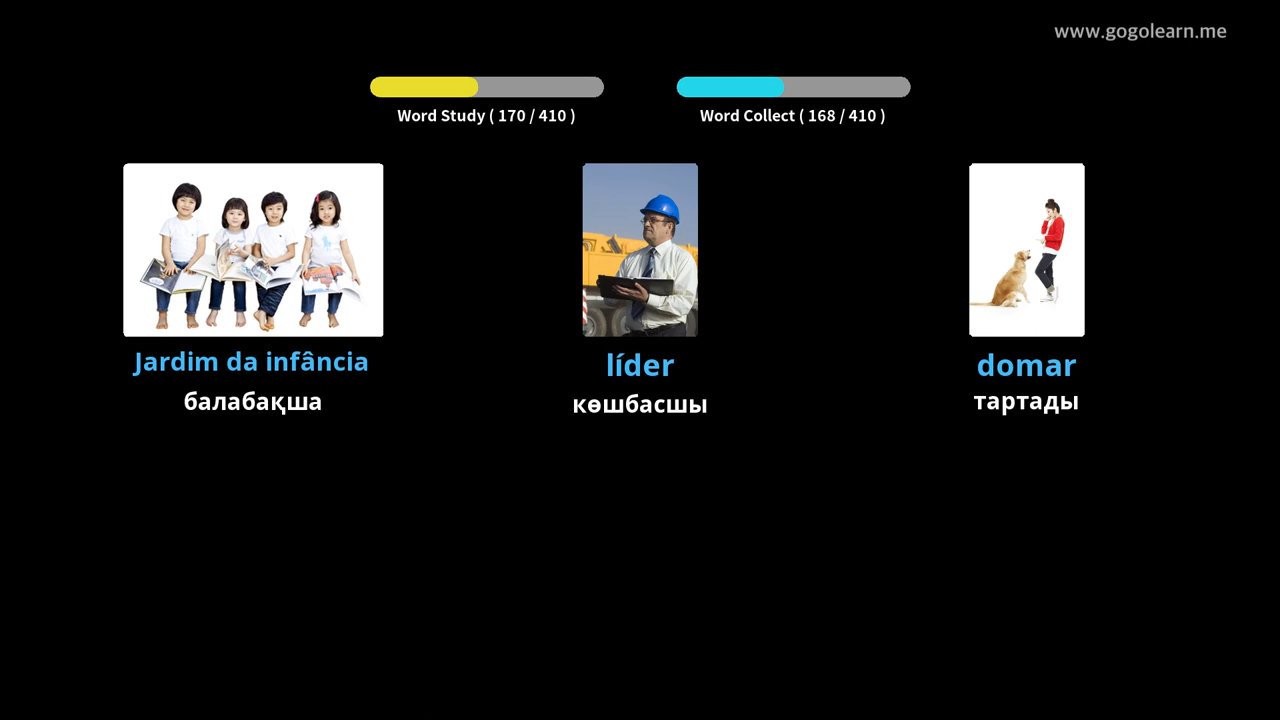 www.gogolearn.me
Word Study ( 170 / 410 )
Word Collect ( 168 / 410 )
Jardim da infância
балабақша
líder
көшбасшы
domar
тартады